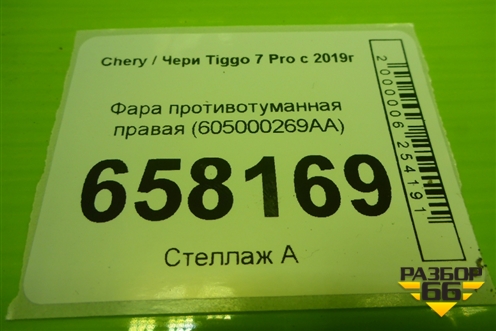 Chery / Чери Tiggo 7 Pro с 2019г
Фара противотуманная
правая (605000269AA)
658169
Стеллаж А
2000006254191
РАЗБОР
66